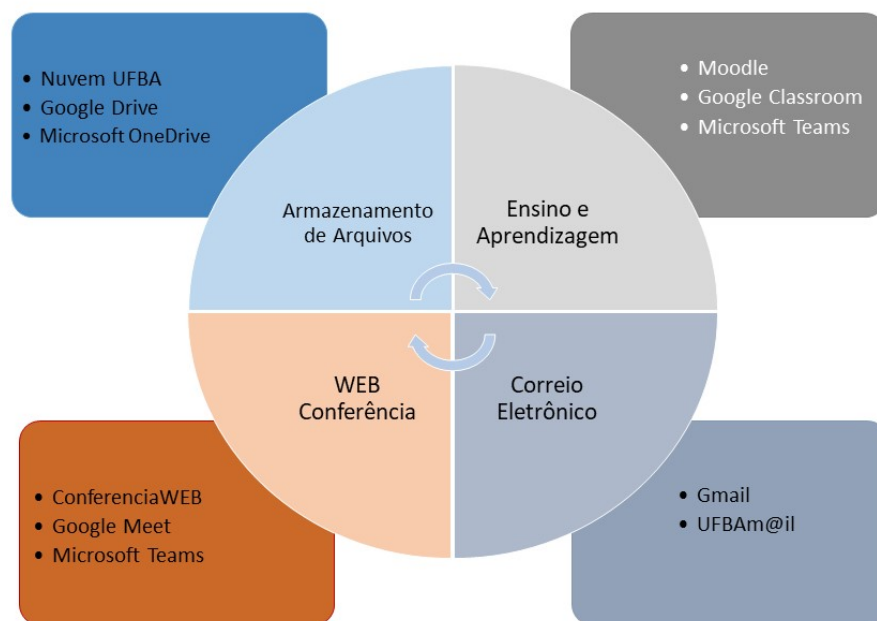 • Nuvem UFBA
• Google Drive
• Microsoft OneDrive
• Moodle
• Google Classroom
• Microsoft Teams
Armazenamento
de Arquivos
Ensino e
Aprendizagem
WEB
Conferência
Correio
Eletrônico
• ConferenciaWEB
• Google Meet
• Microsoft Teams
• Gmail
• UFBAm@il